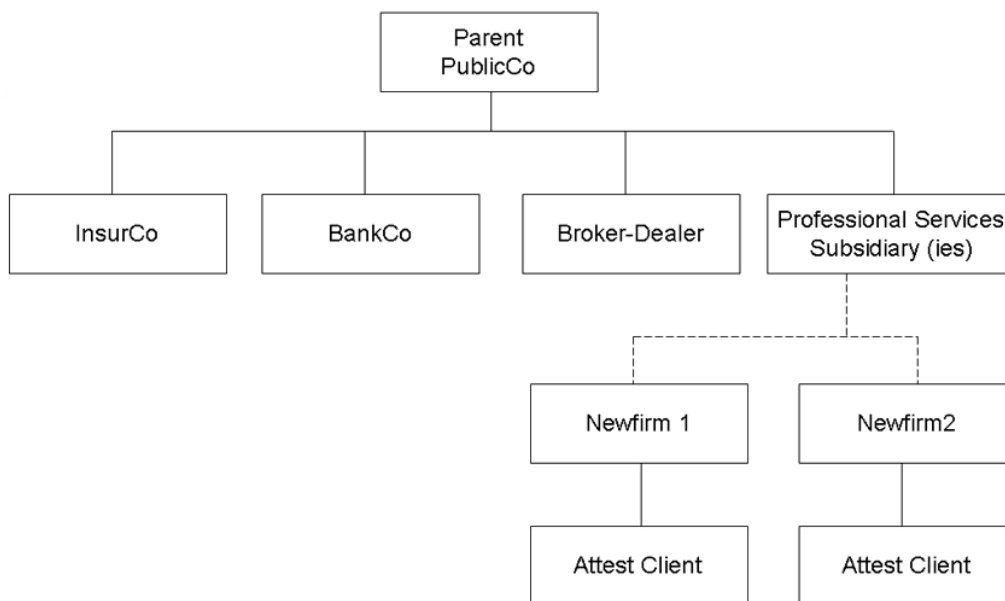 Parent
PublicCo
InsurCo
BankCo
Broker-Dealer
Professional Services
Subsidiary (ies)
Newfirm 1
Newfirm2
Attest Client
Attest Client